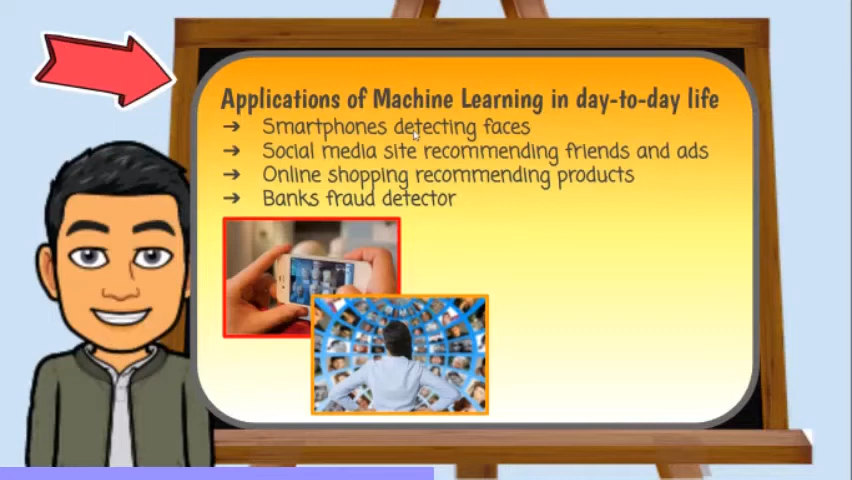 Applications of Machine Learning in day-to-day life
➔ Smartphones detecting faces
➔ Social media site recommending friends and ads
➔ Online shopping recommending products
➔ Banks fraud detector